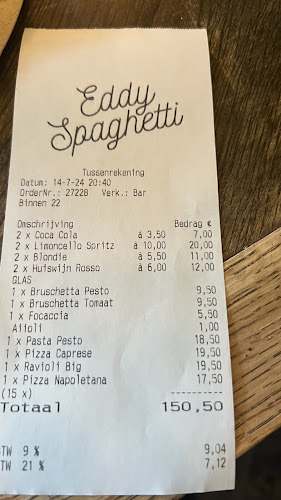 Eddy
Spaghetti
Tussenrekening
Datum: 14-7-24 20:40
OrderNr.: 27228 Verk.: Bar
Binnen 22
Omschrijving Bedrag €
2 x Coca Cola à 3,50 7,00
2 x Limoncello Spritz à 10,00 20,00
2 x Blondie à 5,50 11,00
2 x Huiswijn Rosso à 6,00 12,00
GLAS
1 x Bruschetta Pesto 9,50
1 x Bruschetta Tomaat 9,50
1 x Focaccia 5,50
Aiioli 1,00
1 x Pasta Pesto 18,50
1 x Pizza Caprese 19,50
1 x Ravioli Big 19,50
1 x Pizza Napoletana 17,50
(15 x) ----------
Totaal 150,50
BTW 9 % 9,04
BTW 21 % 7,12